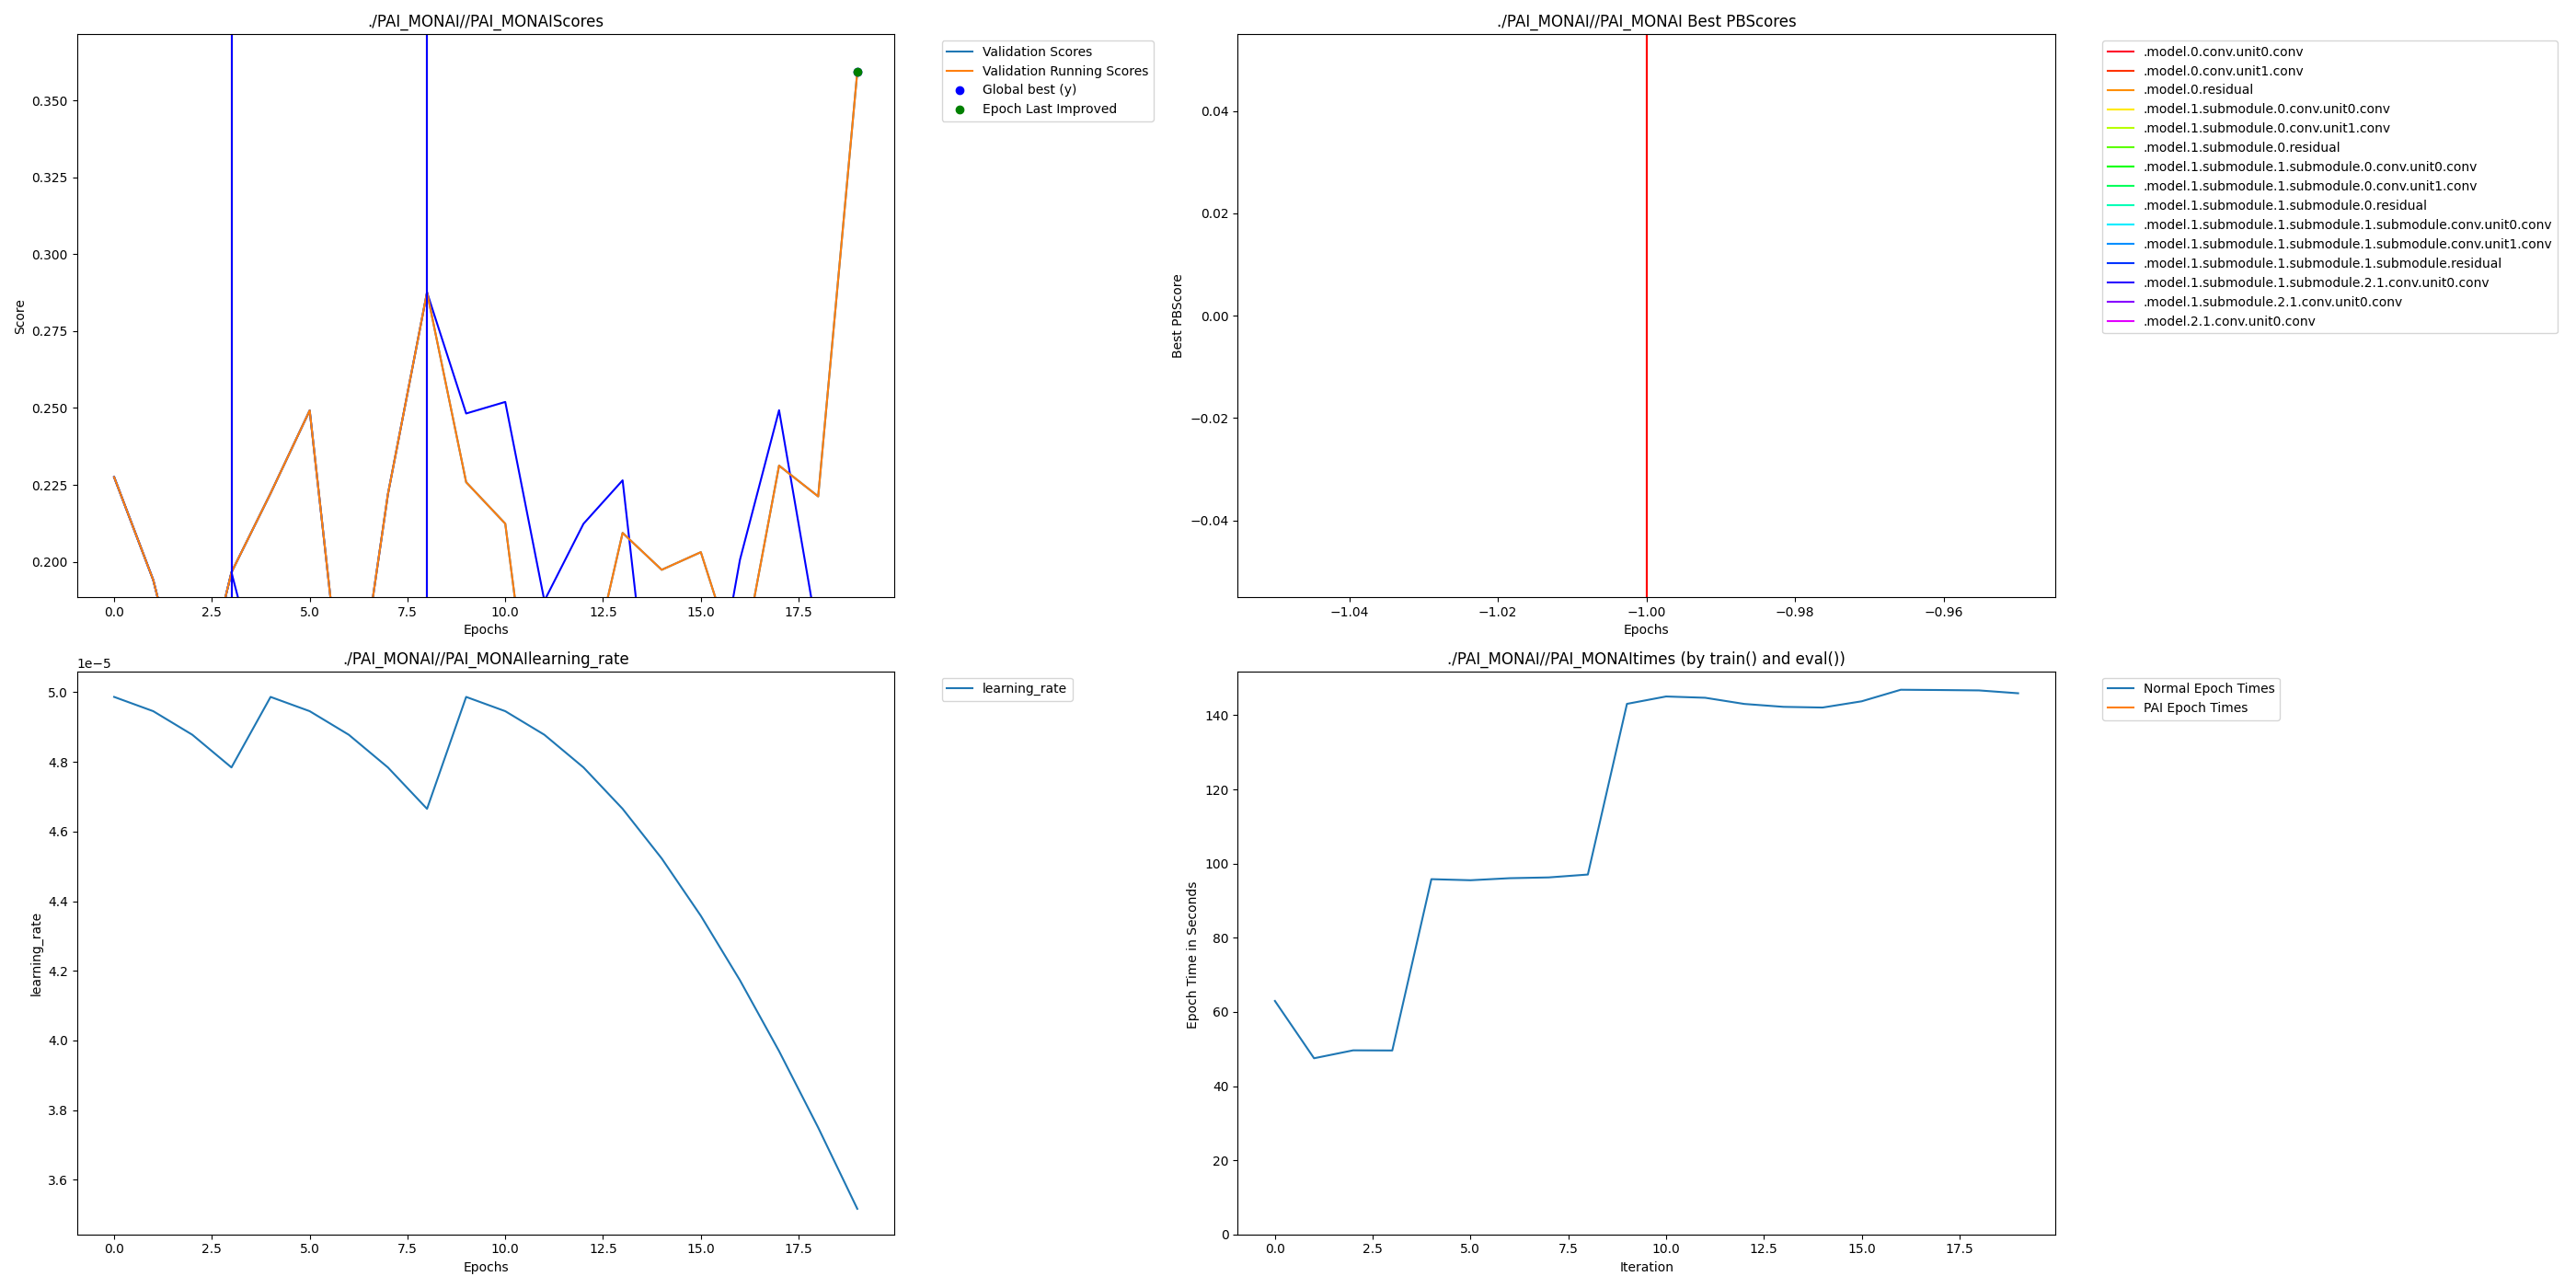 ./PAI_MONAI//PAI_MONAIScores
0.350
0.325
0.300
0.275
0.250
0.225
0.200
Score
0.0 2.5 5.0 7.5 10.0 12.5 15.0 17.5
Epochs
Validation Scores
Validation Running Scores
Global best (y)
Epoch Last Improved
./PAI_MONAI//PAI_MONAI Best PBScores
0.04
0.02
0.00
−0.02
−0.04
Best PBScore
−1.04 −1.02 −1.00 −0.98 −0.96
Epochs
.model.0.conv.unit0.conv
.model.0.conv.unit1.conv
.model.0.residual
.model.1.submodule.0.conv.unit0.conv
.model.1.submodule.0.conv.unit1.conv
.model.1.submodule.0.residual
.model.1.submodule.1.submodule.0.conv.unit0.conv
.model.1.submodule.1.submodule.0.conv.unit1.conv
.model.1.submodule.1.submodule.0.residual
.model.1.submodule.1.submodule.1.submodule.conv.unit0.conv
.model.1.submodule.1.submodule.1.submodule.conv.unit1.conv
.model.1.submodule.1.submodule.1.submodule.residual
.model.1.submodule.1.submodule.2.1.conv.unit0.conv
.model.1.submodule.2.1.conv.unit0.conv
.model.2.1.conv.unit0.conv
./PAI_MONAI//PAI_MONAIlearning_rate
1e−5
5.0
4.8
4.6
4.4
4.2
4.0
3.8
3.6
learning_rate
0.0 2.5 5.0 7.5 10.0 12.5 15.0 17.5
Epochs
learning_rate
./PAI_MONAI//PAI_MONAItimes (by train() and eval())
140
120
100
80
60
40
20
0
Epoch Time in Seconds
0.0 2.5 5.0 7.5 10.0 12.5 15.0 17.5
Iteration
Normal Epoch Times
PAI Epoch Times